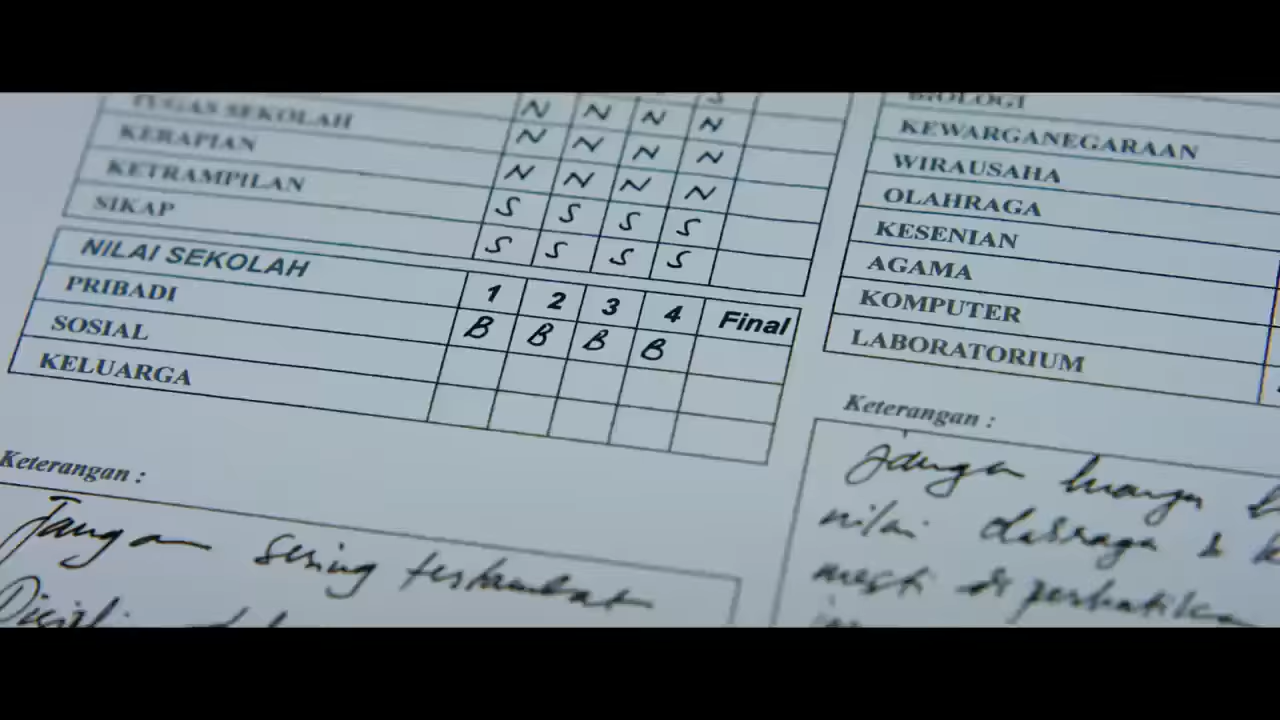 TUGAS SEKOLAH N N N N
KERAPIAN N N N N
KETRAMPILAN N N N N
SIKAP S S S S
S S S S
NILAI SEKOLAH 1 2 3 4 Final
PRIBADI B B B B
SOSIAL
KELUARGA
Keterangan :
Jangan sering terlambat
BIOLOGI
KEWARGANEGARAAN
WIRAUSAHA
OLAHRAGA
KESENIAN
AGAMA
KOMPUTER
LABORATORIUM
Keterangan :
Jangan hanya
nilai olahraga &
mesti di perhatikan